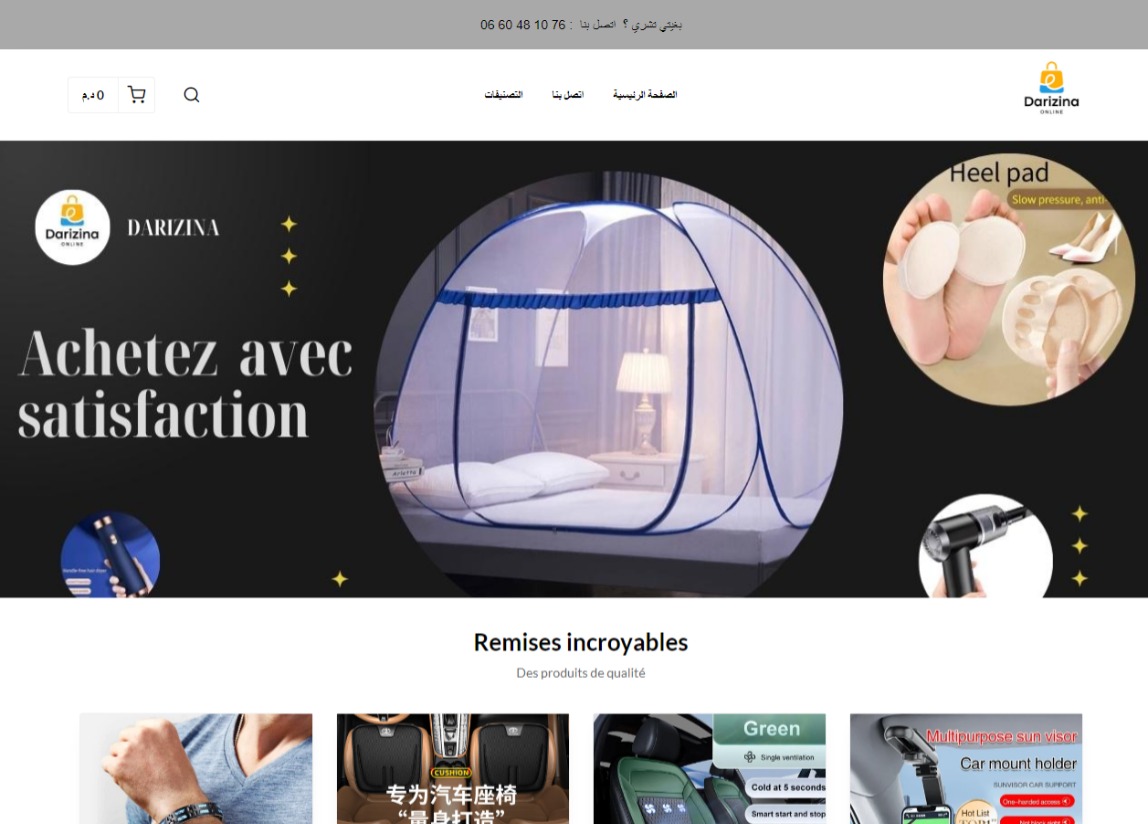 بغيتي تشري ؟ اتصل بنا : 76 10 48 60 06
0 د.م
الصفحة الرئيسية
اتصل بنا
التصنيفات
Darizina
ONLINE
Darizina
ONLINE
DARIZINA
Achetez avec
satisfaction
Heel pad
Slow pressure, anti-
Remises incroyables
Des produits de qualité
CUSHION
专为汽车座椅
“量身打造”
Green
Single ventilation
Cold at 5 seconds
Smart start and stop
Multipurpose sun visor
Car mount holder
SUNVISOR CAR SUPPORT
One-handed access
Hot List
TOP1